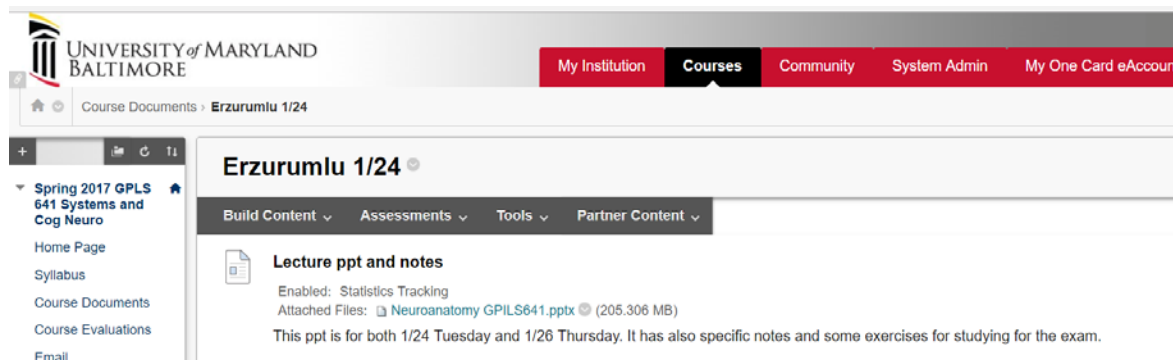 UNIVERSITY of MARYLAND
BALTIMORE
My Institution Courses Community System Admin My One Card eAccoun
Course Documents › Erzurumlu 1/24
Spring 2017 GPLS
641 Systems and
Cog Neuro
Home Page
Syllabus
Course Documents
Course Evaluations
Email
Erzurumlu 1/24
Build Content Assessments Tools Partner Content
Lecture ppt and notes
Enabled: Statistics Tracking
Attached Files: Neuroanatomy GPILS641.pptx (205.306 MB)
This ppt is for both 1/24 Tuesday and 1/26 Thursday. It has also specific notes and some exercises for studying for the exam.